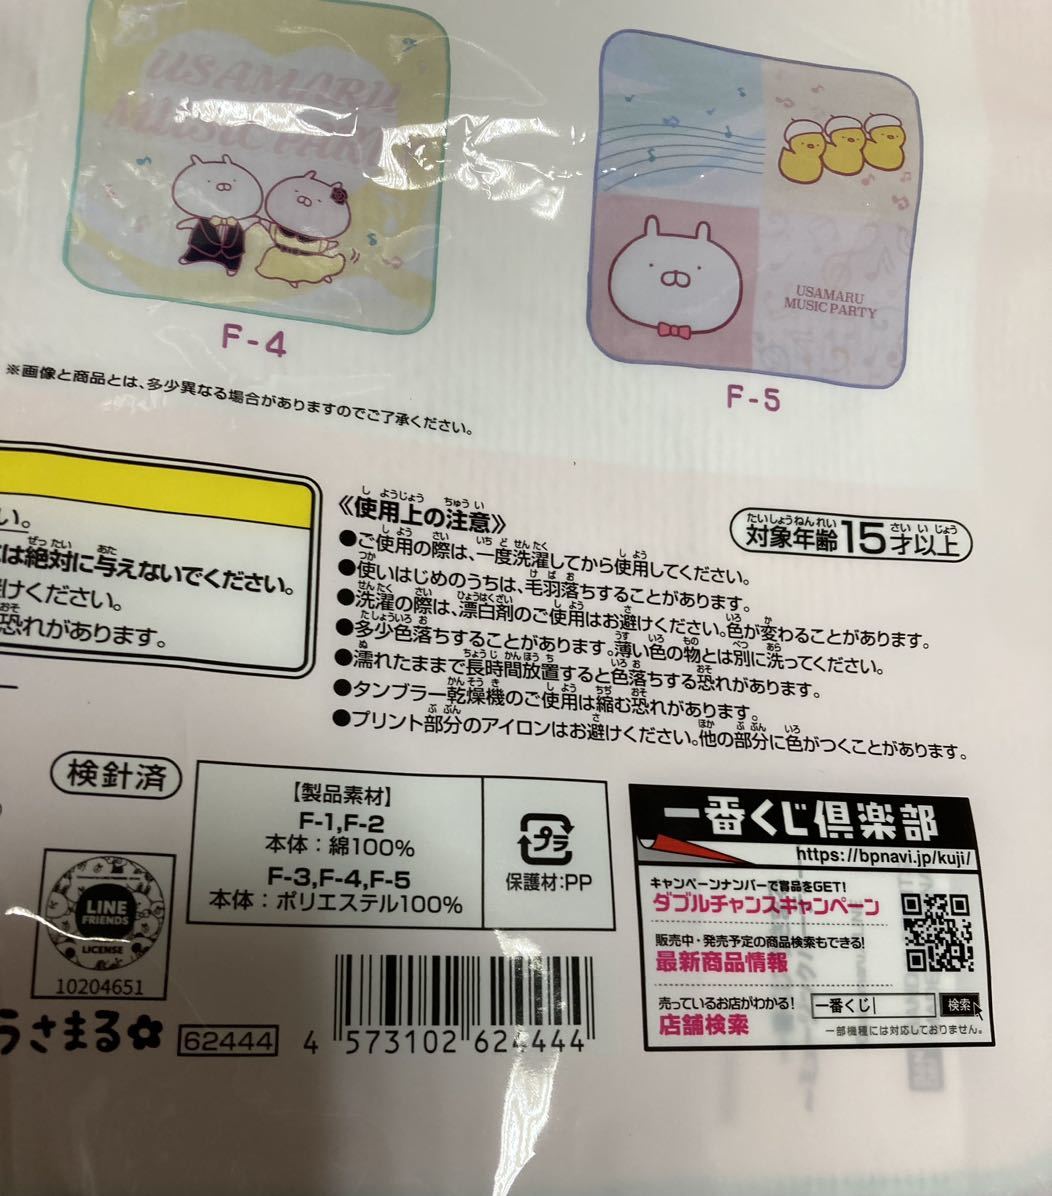 USAMARU
MUSIC PARTY
F-4
USAMARU
MUSIC PARTY
F-5
※画像と商品とは、多少異なる場合がありますのでご了承ください。
い。
は絶対に与えないでください。
けください。
恐れがあります。
《使用上の注意》
対象年齢15才以上
●ご使用の際は、一度洗濯してから使用してください。
●使いはじめのうちは、毛羽落ちすることがあります。
●洗濯の際は、漂白剤のご使用はお避けください。色が変わることがあります。
●多少色落ちすることがあります。薄い色の物とは別に洗ってください。
●濡れたままで長時間放置すると色落ちする恐れがあります。
●タンブラー乾燥機のご使用は縮む恐れがあります。
●プリント部分のアイロンはお避けください。他の部分に色がつくことがあります。
検針済
【製品素材】
F-1,F-2
本体:綿100%
F-3,F-4,F-5
本体:ポリエステル100%
プラ
保護材:PP
LINE
FRIENDS
LICENSE
10204651
うさまる
62444
4 573102 624444
一番くじ倶楽部
https://bpnavi.jp/kuji/
キャンペーンナンバーで賞品をGET!
ダブルチャンスキャンペーン
販売中・発売予定の商品検索もできる!
最新商品情報
売っているお店がわかる!
店舗検索
一番くじ 検索
一部機種には対応しておりません。